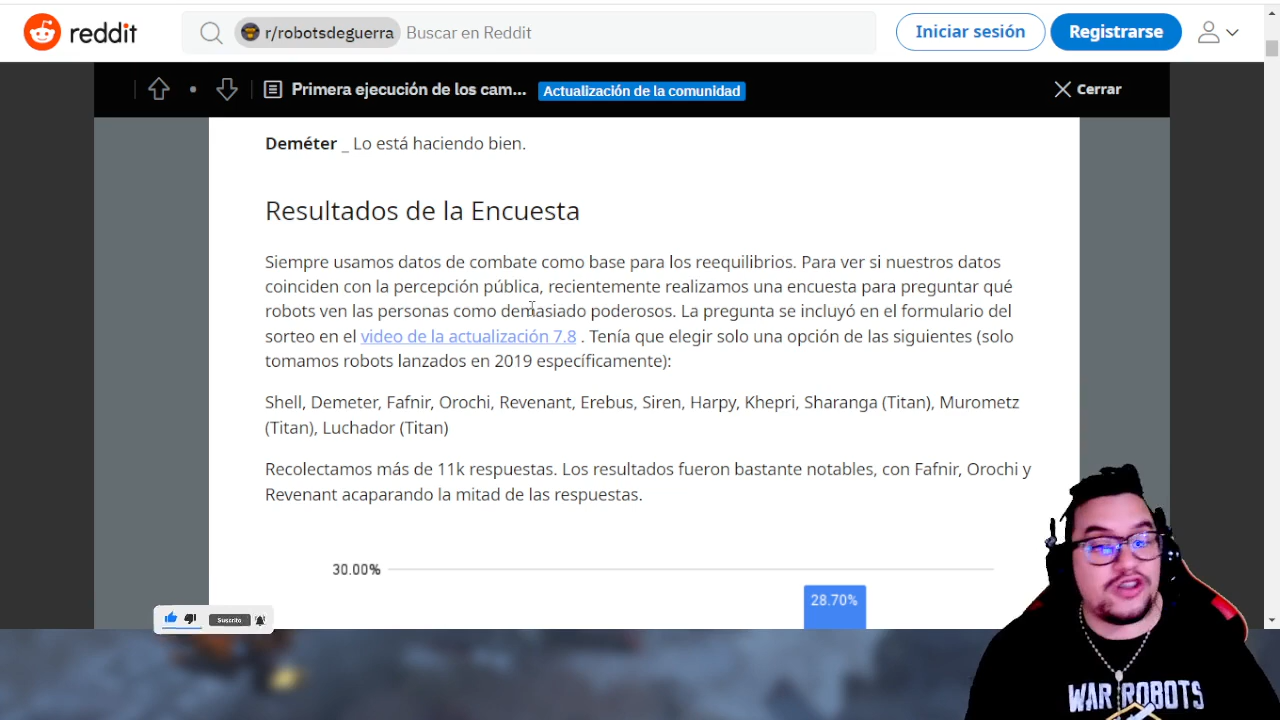 reddit
r/robotsdeguerra Buscar en Reddit
Iniciar sesión
Registrarse
Primera ejecución de los cam...
Actualización de la comunidad
Cerrar
Deméter _ Lo está haciendo bien.
Resultados de la Encuesta
Siempre usamos datos de combate como base para los reequilibrios. Para ver si nuestros datos
coinciden con la percepción pública, recientemente realizamos una encuesta para preguntar qué
robots ven las personas como demasiado poderosos. La pregunta se incluyó en el formulario del
sorteo en el video de la actualización 7.8 . Tenía que elegir solo una opción de las siguientes (solo
tomamos robots lanzados en 2019 específicamente):
Shell, Demeter, Fafnir, Orochi, Revenant, Erebus, Siren, Harpy, Khepri, Sharanga (Titan), Murometz
(Titan), Luchador (Titan)
Recolectamos más de 11k respuestas. Los resultados fueron bastante notables, con Fafnir, Orochi y
Revenant acaparando la mitad de las respuestas.
30.00%
28.70%
Suscrito
WAR ROBOTS